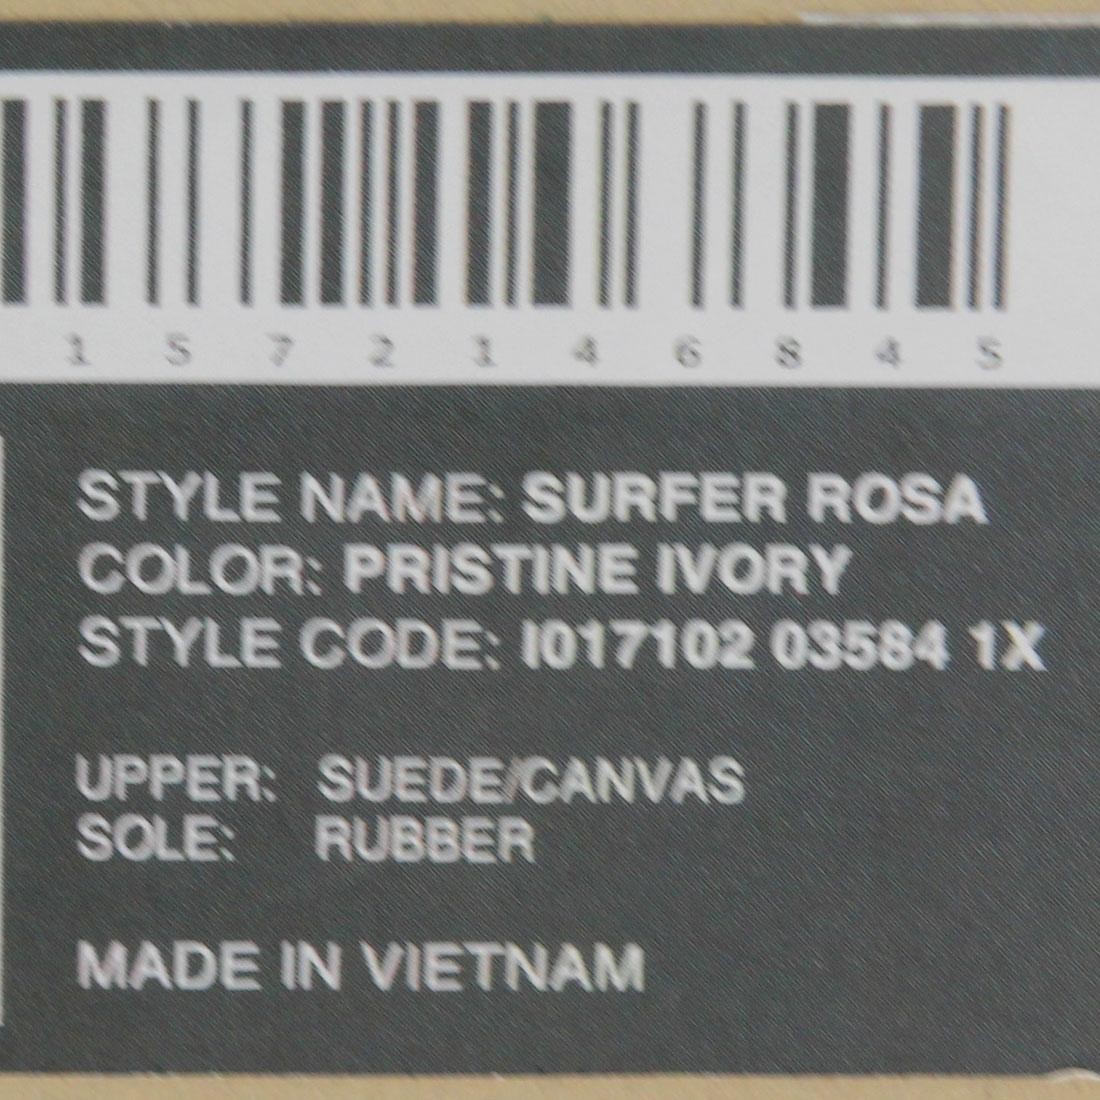 1 5 7 2 1 4 6 8 4 5
STYLE NAME: SURFER ROSA
COLOR: PRISTINE IVORY
STYLE CODE: I017102 03584 1X
UPPER: SUEDE/CANVAS
SOLE: RUBBER
MADE IN VIETNAM